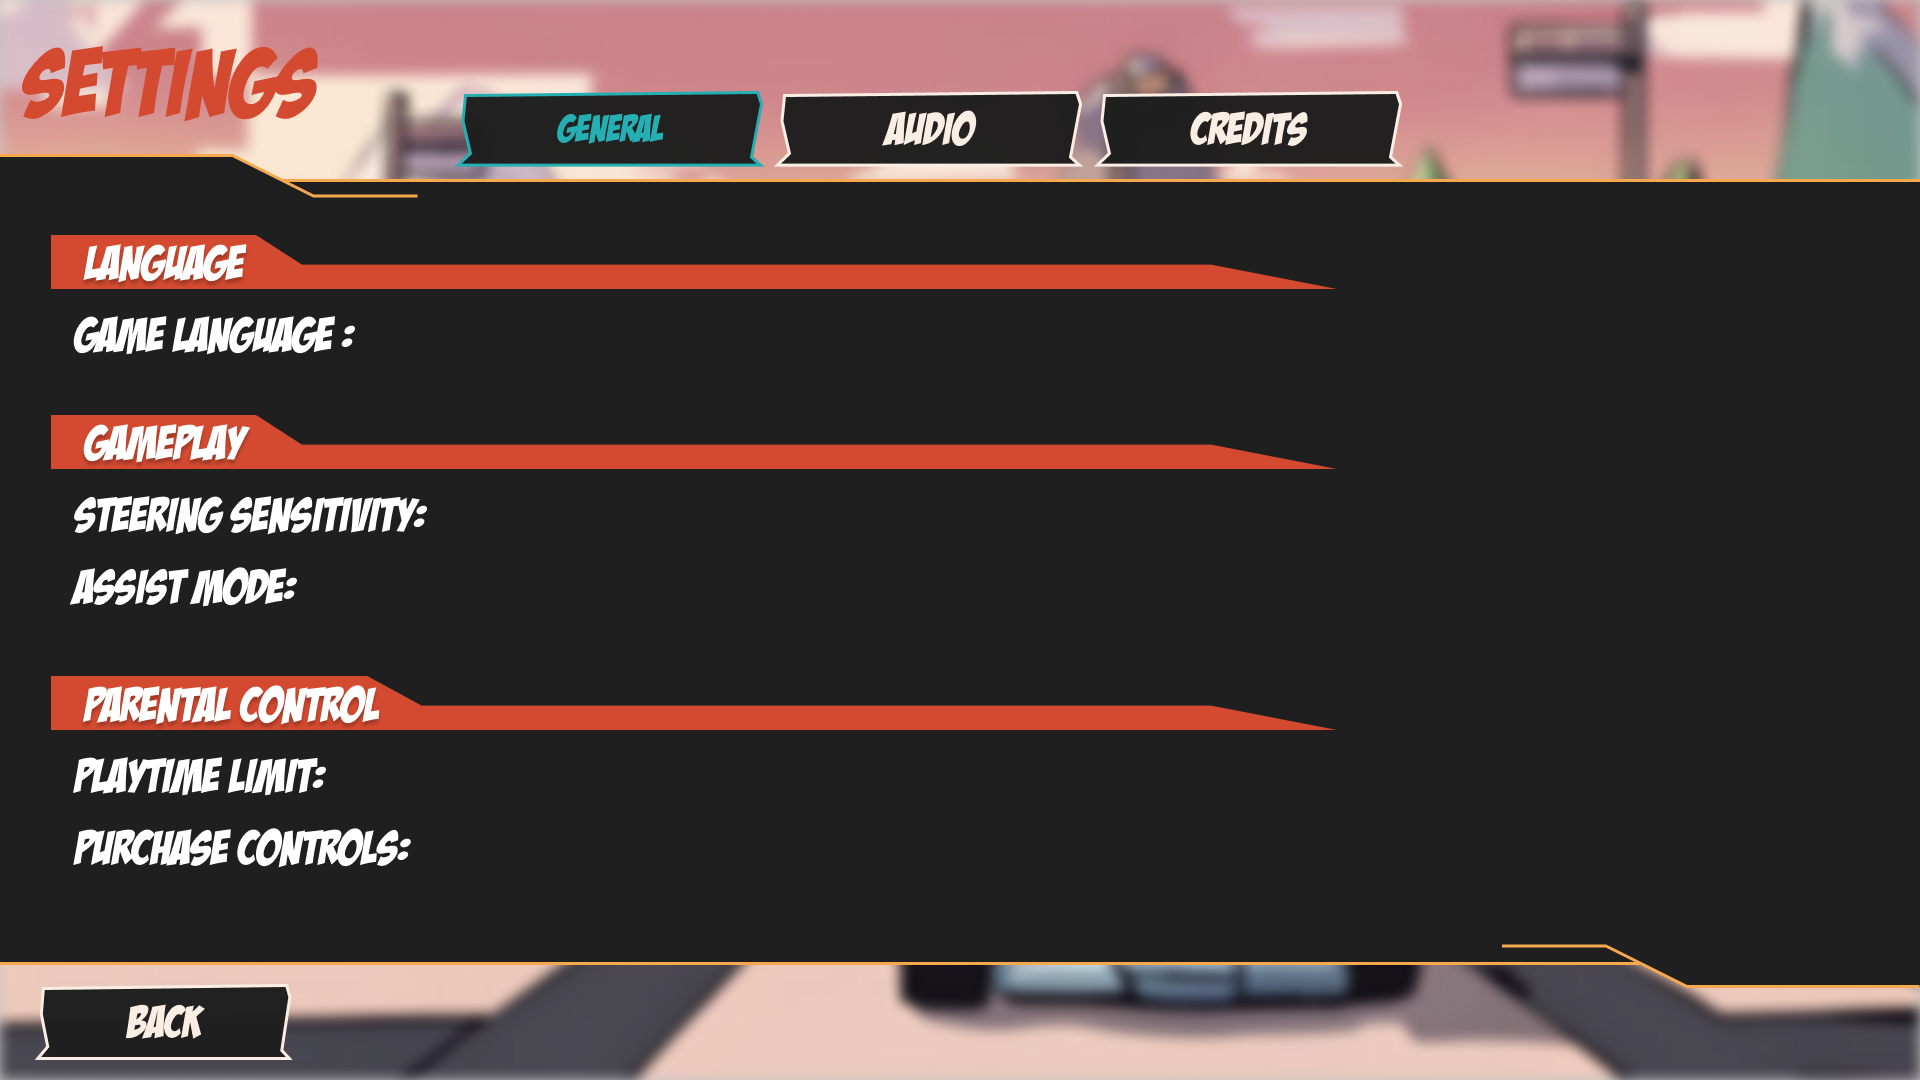 SETTINGS
GENERAL
AUDIO
CREDITS
LANGUAGE
GAME LANGUAGE :
GAMEPLAY
STEERING SENSITIVITY:
ASSIST MODE:
PARENTAL CONTROL
PLAYTIME LIMIT:
PURCHASE CONTROLS:
BACK